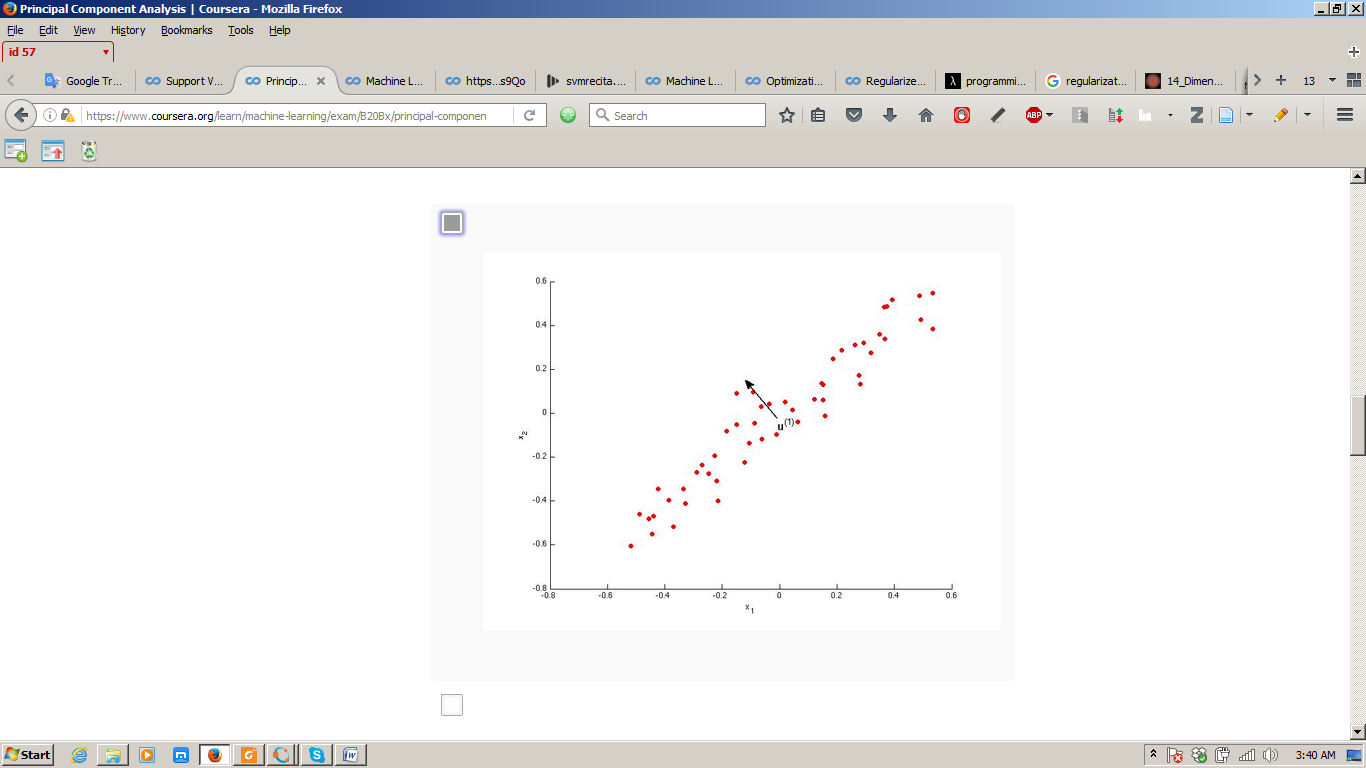 Principal Component Analysis | Coursera - Mozilla Firefox
File Edit View History Bookmarks Tools Help
id 57
Google Tr... Support V... Princip... Machine L... https...s9Qo svmrecita.... Machine L... Optimizati... Regularize... programmi... regularizat... 14_Dimen... 13
https://www.coursera.org/learn/machine-learning/exam/B20Bx/principal-componen Search ABP
0.6
0.4
0.2
0
-0.2
-0.4
-0.6
-0.8
x2
u(1)
-0.8 -0.6 -0.4 -0.2 0 0.2 0.4 0.6
x1
Start 3:40 AM